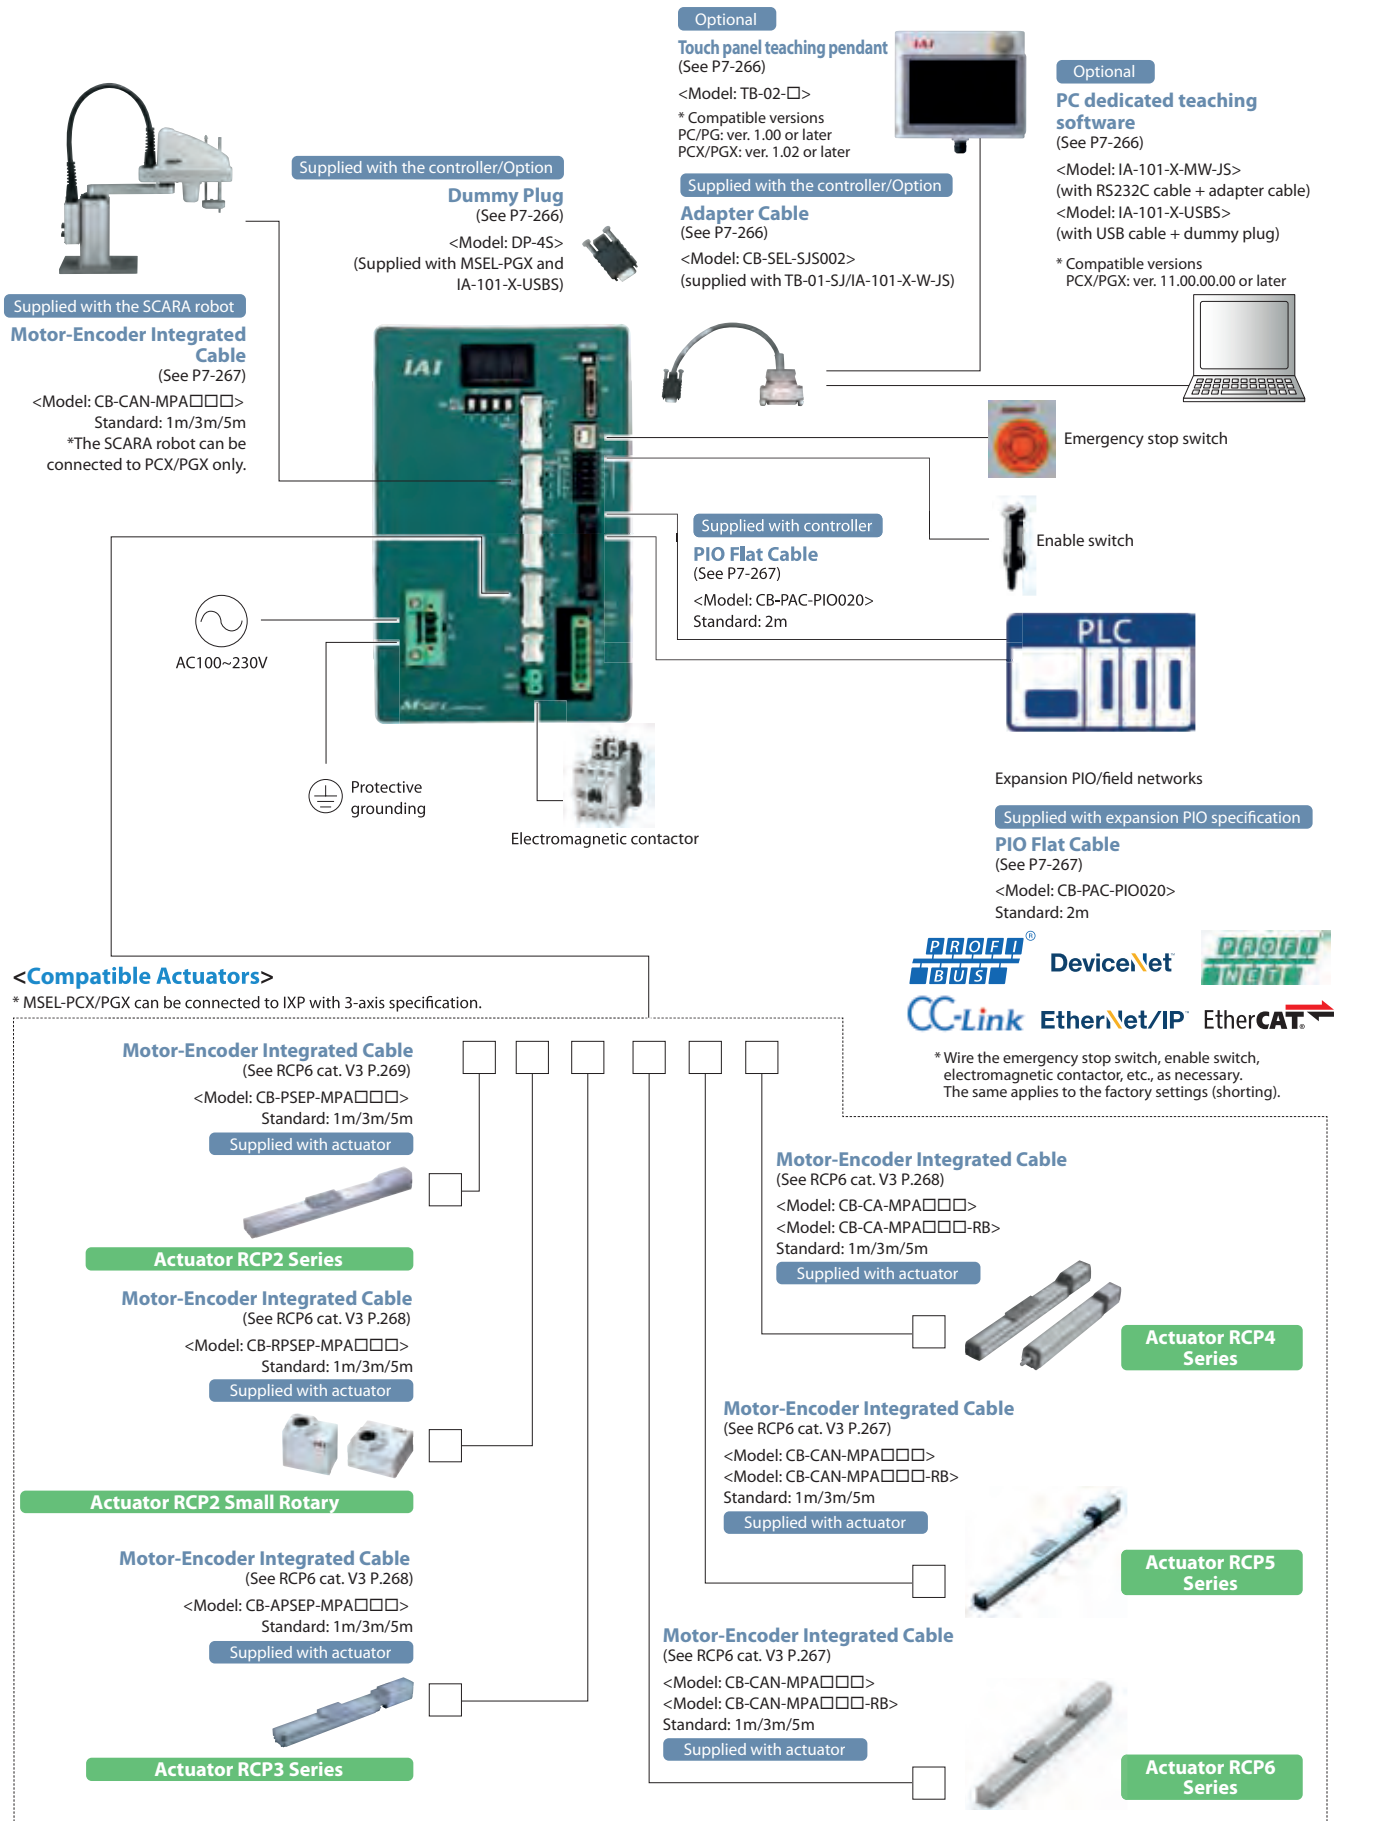 Optional
Touch panel teaching pendant
(See P7-266)
<Model: TB-02-□>
* Compatible versions
PC/PG: ver. 1.00 or later
PCX/PGX: ver. 1.02 or later
IAI
Optional
PC dedicated teaching
software
(See P7-266)
<Model: IA-101-X-MW-JS>
(with RS232C cable + adapter cable)
<Model: IA-101-X-USBS>
(with USB cable + dummy plug)
* Compatible versions
PCX/PGX: ver. 11.00.00.00 or later
Supplied with the controller/Option
Dummy Plug
(See P7-266)
<Model: DP-4S>
(Supplied with MSEL-PGX and
IA-101-X-USBS)
Supplied with the controller/Option
Adapter Cable
(See P7-266)
<Model: CB-SEL-SJS002>
(supplied with TB-01-SJ/IA-101-X-W-JS)
Supplied with the SCARA robot
Motor-Encoder Integrated
Cable
(See P7-267)
<Model: CB-CAN-MPA□□□>
Standard: 1m/3m/5m
*The SCARA robot can be
connected to PCX/PGX only.
IAI
MSEL
Emergency stop switch
Enable switch
Supplied with controller
PIO Flat Cable
(See P7-267)
<Model: CB-PAC-PIO020>
Standard: 2m
PLC
AC100~230V
Protective
grounding
Electromagnetic contactor
Expansion PIO/field networks
Supplied with expansion PIO specification
PIO Flat Cable
(See P7-267)
<Model: CB-PAC-PIO020>
Standard: 2m
PROFI
BUS®
DeviceNet
PROFI
NET
CC-Link
EtherNet/IP
EtherCAT®
* Wire the emergency stop switch, enable switch,
electromagnetic contactor, etc., as necessary.
The same applies to the factory settings (shorting).
<Compatible Actuators>
* MSEL-PCX/PGX can be connected to IXP with 3-axis specification.
Motor-Encoder Integrated Cable
(See RCP6 cat. V3 P.269)
<Model: CB-PSEP-MPA□□□>
Standard: 1m/3m/5m
Supplied with actuator
Actuator RCP2 Series
Motor-Encoder Integrated Cable
(See RCP6 cat. V3 P.268)
<Model: CB-RPSEP-MPA□□□>
Standard: 1m/3m/5m
Supplied with actuator
Actuator RCP2 Small Rotary
Motor-Encoder Integrated Cable
(See RCP6 cat. V3 P.268)
<Model: CB-APSEP-MPA□□□>
Standard: 1m/3m/5m
Supplied with actuator
Actuator RCP3 Series
Motor-Encoder Integrated Cable
(See RCP6 cat. V3 P.268)
<Model: CB-CA-MPA□□□>
<Model: CB-CA-MPA□□□-RB>
Standard: 1m/3m/5m
Supplied with actuator
Actuator RCP4
Series
Motor-Encoder Integrated Cable
(See RCP6 cat. V3 P.267)
<Model: CB-CAN-MPA□□□>
<Model: CB-CAN-MPA□□□-RB>
Standard: 1m/3m/5m
Supplied with actuator
Actuator RCP5
Series
Motor-Encoder Integrated Cable
(See RCP6 cat. V3 P.267)
<Model: CB-CAN-MPA□□□>
<Model: CB-CAN-MPA□□□-RB>
Standard: 1m/3m/5m
Supplied with actuator
Actuator RCP6
Series